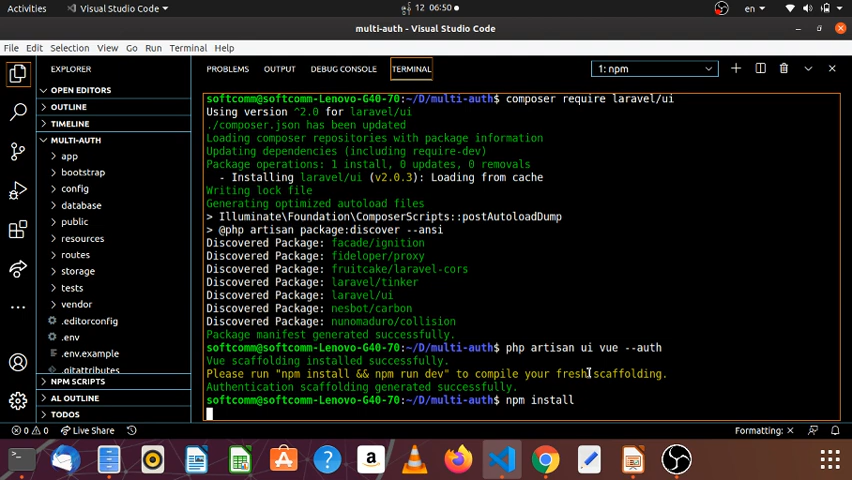 Activities
Visual Studio Code
12 06:50
en
multi-auth - Visual Studio Code
File Edit Selection View Go Run Terminal Help
EXPLORER
OPEN EDITORS
OUTLINE
TIMELINE
MULTI-AUTH
app
bootstrap
config
database
public
resources
routes
storage
tests
vendor
.editorconfig
.env
.env.example
NPM SCRIPTS
AL OUTLINE
TODOS
PROBLEMS OUTPUT DEBUG CONSOLE TERMINAL 1: npm
softcomm@softcomm-Lenovo-G40-70:~/D/multi-auth$ composer require laravel/ui
Using version ^2.0 for laravel/ui
./composer.json has been updated
Loading composer repositories with package information
Updating dependencies (including require-dev)
Package operations: 1 install, 0 updates, 0 removals
- Installing laravel/ui (v2.0.3): Loading from cache
Writing lock file
Generating optimized autoload files
> Illuminate\Foundation\ComposerScripts::postAutoloadDump
> @php artisan package:discover --ansi
Discovered Package: facade/ignition
Discovered Package: fideloper/proxy
Discovered Package: fruitcake/laravel-cors
Discovered Package: laravel/tinker
Discovered Package: laravel/ui
Discovered Package: nesbot/carbon
Discovered Package: nunomaduro/collision
Package manifest generated successfully.
softcomm@softcomm-Lenovo-G40-70:~/D/multi-auth$ php artisan ui vue --auth
Vue scaffolding installed successfully.
Please run "npm install && npm run dev" to compile your fresh scaffolding.
Authentication scaffolding generated successfully.
softcomm@softcomm-Lenovo-G40-70:~/D/multi-auth$ npm install
0 0 Live Share
Formatting: ×